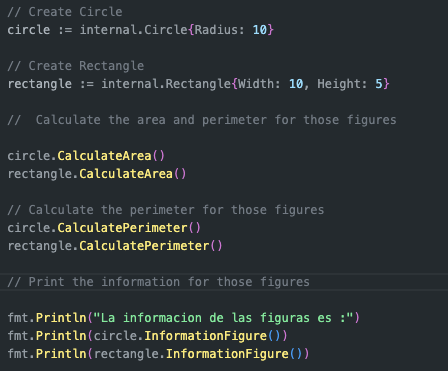 // Create Circle
circle := internal.Circle{Radius: 10}
// Create Rectangle
rectangle := internal.Rectangle{Width: 10, Height: 5}
//  Calculate the area and perimeter for those figures
circle.CalculateArea()
rectangle.CalculateArea()
// Calculate the perimeter for those figures
circle.CalculatePerimeter()
rectangle.CalculatePerimeter()
// Print the information for those figures
fmt.Println("La informacion de las figuras es :")
fmt.Println(circle.InformationFigure())
fmt.Println(rectangle.InformationFigure())